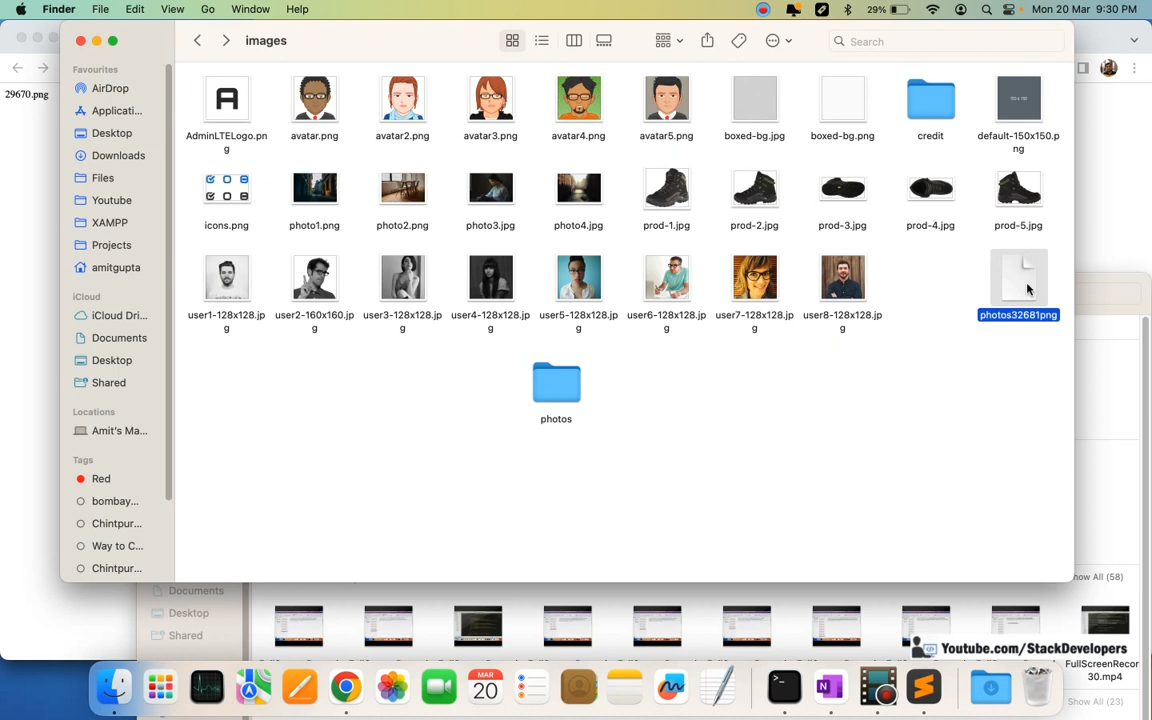 Finder File Edit View Go Window Help
29% Mon 20 Mar 9:30 PM
images
Search
29670.png
Favourites
AirDrop
Applicati...
Desktop
Downloads
Files
Youtube
XAMPP
Projects
amitgupta
iCloud
iCloud Dri...
Documents
Desktop
Shared
Locations
Amit's Ma...
Tags
Red
bombay...
Chintpur...
Way to C...
Chintpur...
AdminLTELogo.pn
g
avatar.png
avatar2.png
avatar3.png
avatar4.png
avatar5.png
boxed-bg.jpg
boxed-bg.png
credit
150 x 150
default-150x150.p
ng
icons.png
photo1.png
photo2.png
photo3.jpg
photo4.jpg
prod-1.jpg
prod-2.jpg
prod-3.jpg
prod-4.jpg
prod-5.jpg
user1-128x128.jp
g
user2-160x160.jp
g
user3-128x128.jp
g
user4-128x128.jp
g
user5-128x128.jp
g
user6-128x128.jp
g
user7-128x128.jp
g
user8-128x128.jp
g
photos32681png
photos
how All (58)
Documents
Desktop
Shared
Youtube.com/StackDevelopers
FullScreenRecor
30.mp4
MAR
20
how All (23)